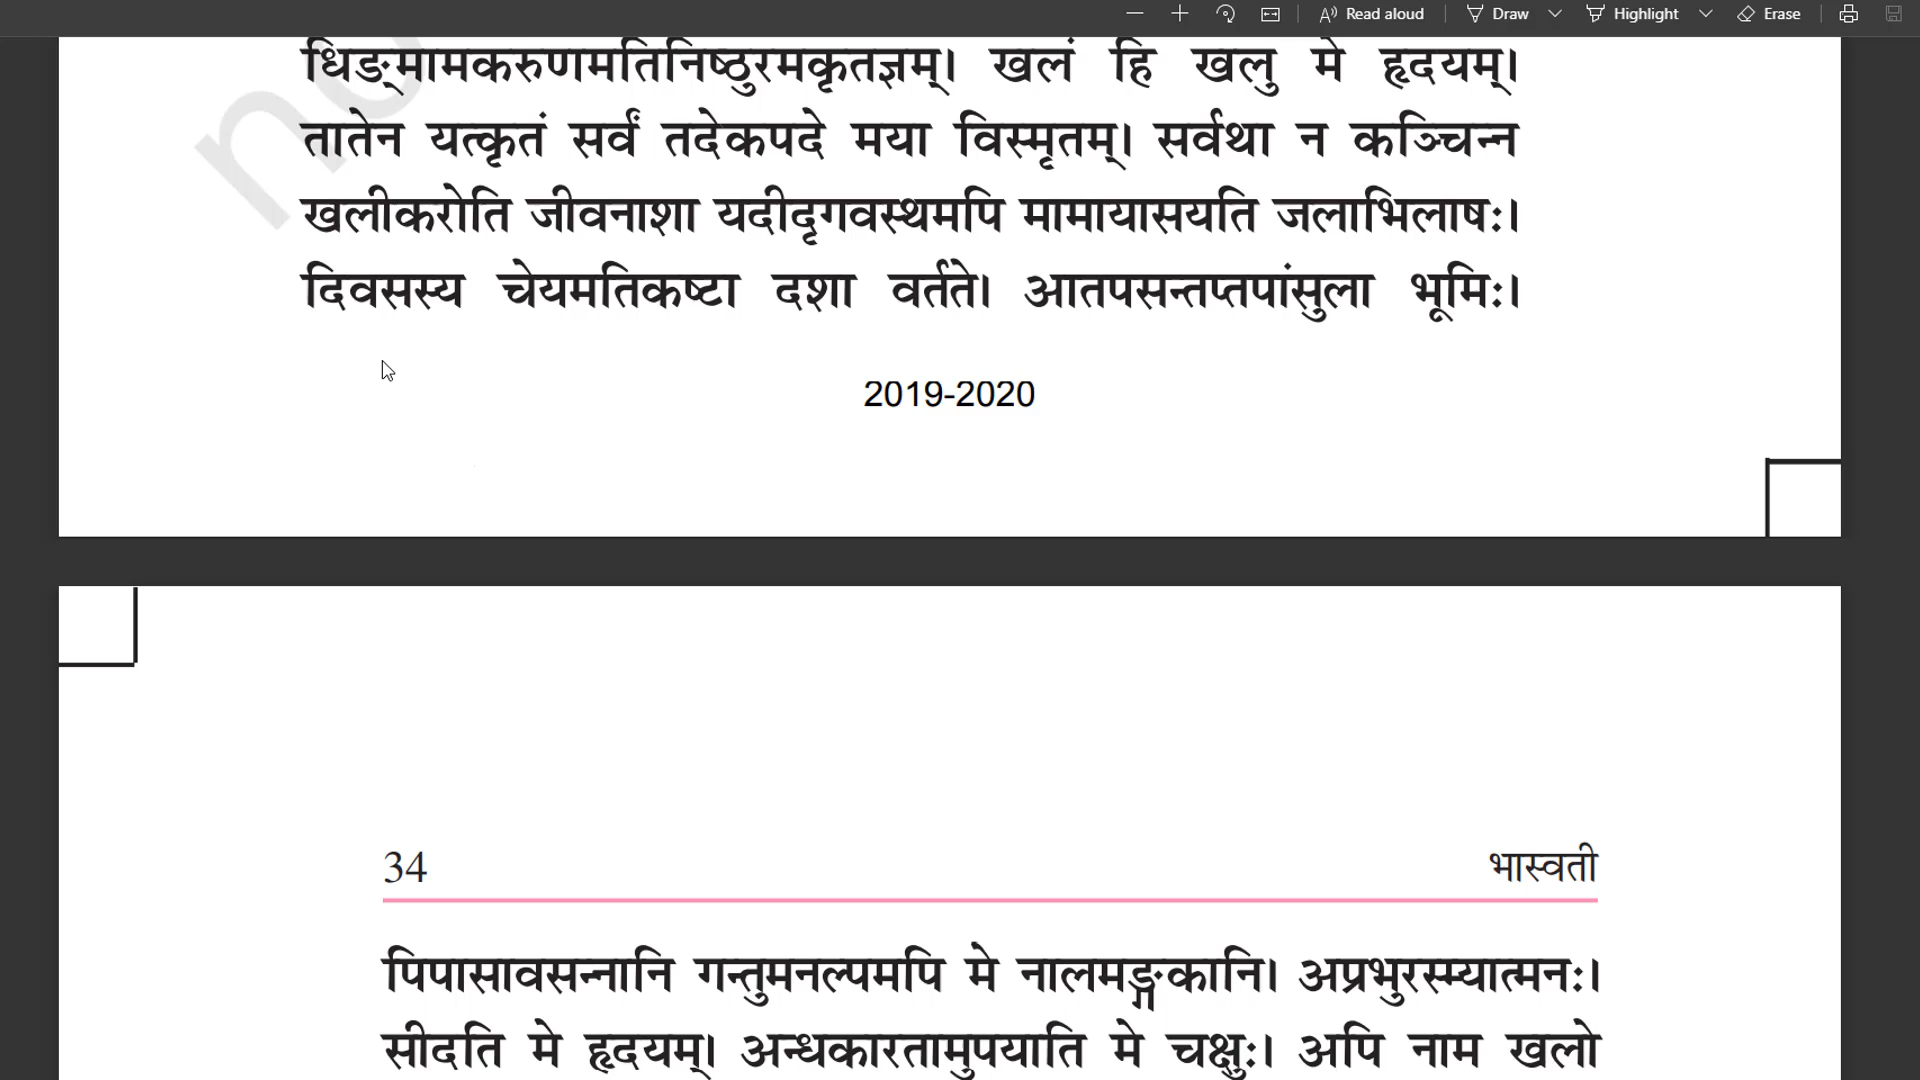 Read aloud Draw Highlight Erase
धिङ्मामकरुणमतिनिष्ठुरमकृतज्ञम्। खलं हि खलु मे हृदयम्।
तातेन यत्कृतं सर्वं तदेकपदे मया विस्मृतम्। सर्वथा न कञ्चिन्न
खलीकरोति जीवनाशा यदीदृगवस्थमपि मामायासयति जलाभिलाषः।
दिवसस्य चेयमतिकष्टा दशा वर्तते। आतपसन्तप्तपांसुला भूमिः।
2019-2020
34 भास्वती
पिपासावसन्नानि गन्तुमनल्पमपि मे नालमङ्गकानि। अप्रभुरस्म्यात्मनः।
सीदति मे हृदयम्। अन्धकारतामुपयाति मे चक्षुः। अपि नाम खलो